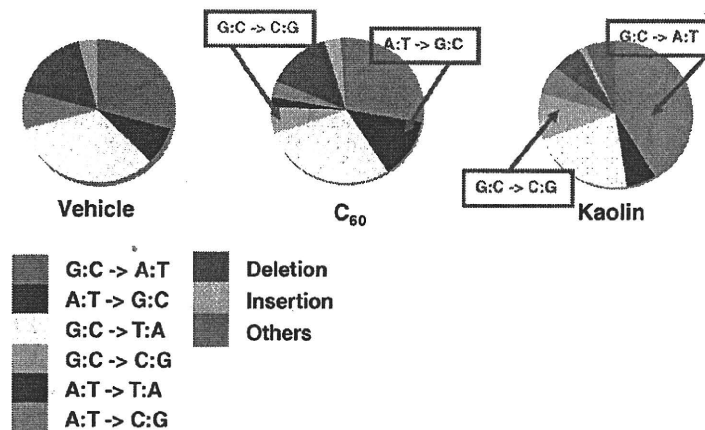 G:C -> C:G
A:T -> G:C
G:C -> A:T
G:C -> C:G
Vehicle
C₆₀
Kaolin
G:C -> A:T
A:T -> G:C
G:C -> T:A
G:C -> C:G
A:T -> T:A
A:T -> C:G
Deletion
Insertion
Others